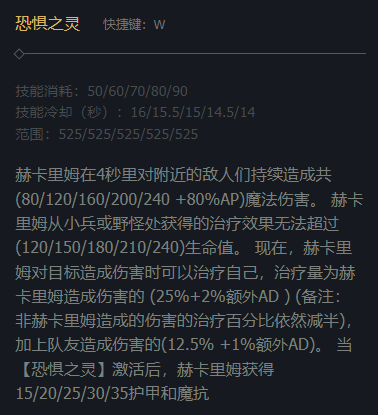 恐惧之灵 快捷键：W
技能消耗：50/60/70/80/90
技能冷却（秒）：16/15.5/15/14.5/14
范围：525/525/525/525/525
赫卡里姆在4秒里对附近的敌人们持续造成共
(80/120/160/200/240 +80%AP)魔法伤害。 赫卡
里姆从小兵或野怪处获得的治疗效果无法超过
(120/150/180/210/240)生命值。 现在，赫卡里
姆对目标造成伤害时可以治疗自己，治疗量为赫
卡里姆造成伤害的 (25%+2%额外AD ) (备注：
非赫卡里姆造成的伤害的治疗百分比依然减半)，
加上队友造成伤害的(12.5% +1%额外AD)。 当
【恐惧之灵】激活后，赫卡里姆获得
15/20/25/30/35护甲和魔抗